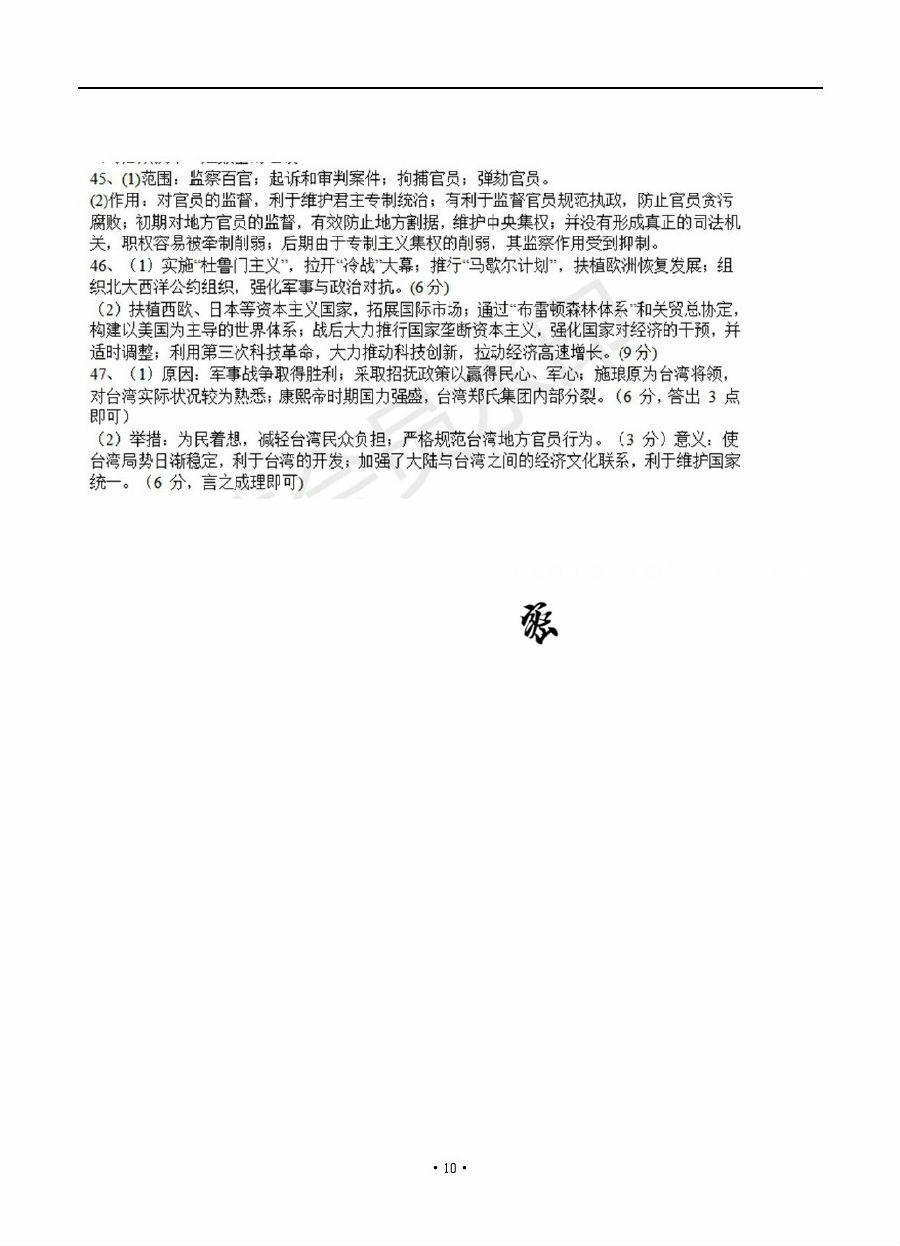 45、(1)范围：监察百官；起诉和审判案件；拘捕官员；弹劾官员。
(2)作用：对官员的监督，利于维护君主专制统治；有利于监督官员规范执政，防止官员贪污
腐败；初期对地方官员的监督，有效防止地方割据，维护中央集权；并没有形成真正的司法机
关，职权容易被牵制削弱；后期由于专制主义集权的削弱，其监察作用受到抑制。
46、（1）实施“杜鲁门主义”，拉开“冷战”大幕；推行“马歇尔计划”，扶植欧洲恢复发展；组
织北大西洋公约组织，强化军事与政治对抗。(6分)
（2）扶植西欧、日本等资本主义国家，拓展国际市场；通过“布雷顿森林体系”和关贸总协定，
构建以美国为主导的世界体系；战后大力推行国家垄断资本主义，强化国家对经济的干预，并
适时调整；利用第三次科技革命，大力推动科技创新，拉动经济高速增长。(9分)
47、（1）原因：军事战争取得胜利；采取招抚政策以赢得民心、军心；施琅原为台湾将领，
对台湾实际状况较为熟悉；康熙帝时期国力强盛，台湾郑氏集团内部分裂。（6 分，答出 3 点
即可）
（2）举措：为民着想，减轻台湾民众负担；严格规范台湾地方官员行为。（3 分）意义：使
台湾局势日渐稳定，利于台湾的开发；加强了大陆与台湾之间的经济文化联系，利于维护国家
统一。（6 分，言之成理即可)
·10·